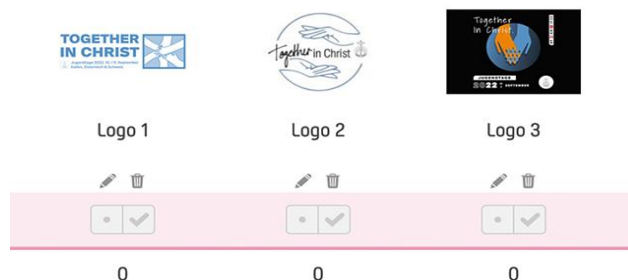 TOGETHER
IN CHRIST
Together in Christ
Together
In Christ.
JUGENDTAGE
2022
SEPTEMBER
Logo 1
Logo 2
Logo 3
0
0
0